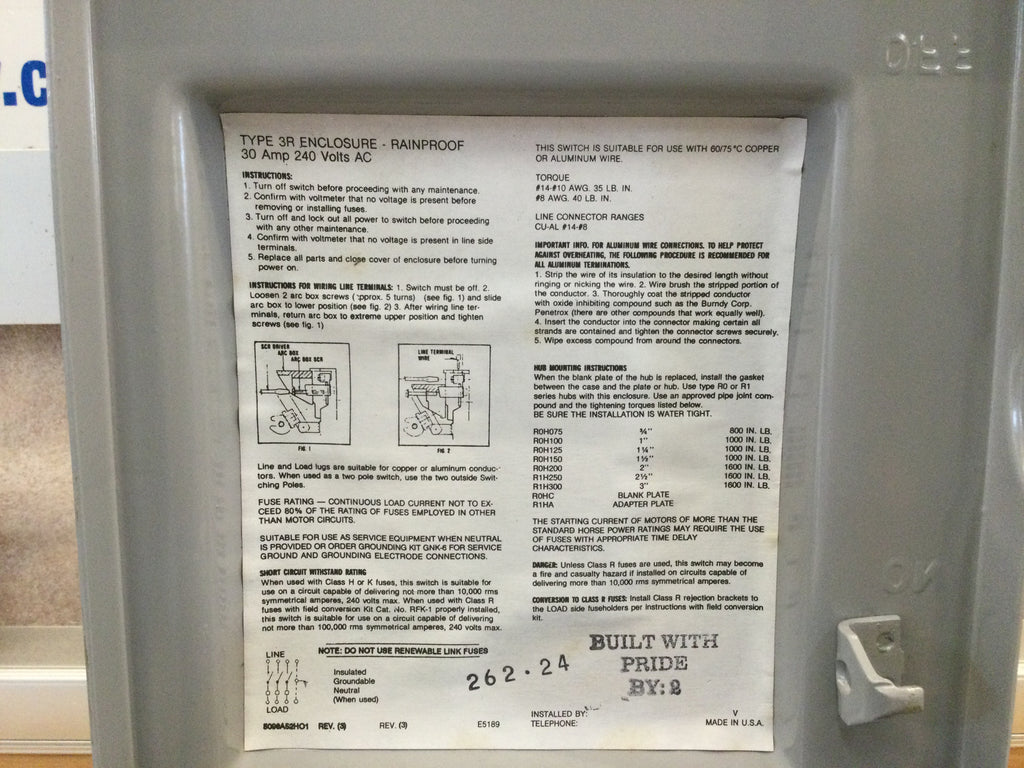 .c
OFF
TYPE 3R ENCLOSURE - RAINPROOF
30 Amp 240 Volts AC
INSTRUCTIONS:
1. Turn off switch before proceeding with any maintenance.
2. Confirm with voltmeter that no voltage is present before
removing or installing fuses.
3. Turn off and lock out all power to switch before proceeding
with any other maintenance.
4. Confirm with voltmeter that no voltage is present in line side
terminals.
5. Replace all parts and close cover of enclosure before turning
power on.
INSTRUCTIONS FOR WIRING LINE TERMINALS: 1. Switch must be off. 2.
Loosen 2 arc box screws (approx. 5 turns) (see fig. 1) and slide
arc box to lower position (see fig. 2) 3. After wiring line ter-
minals, return arc box to extreme upper position and tighten
screws (see fig. 1)
SCR DRIVER
ARC BOX
ARC BOX SCR
FIG 1
LINE TERMINAL
WIRE
FIG 2
Line and Load lugs are suitable for copper or aluminum conduc-
tors. When used as a two pole switch, use the two outside Swit-
ching Poles.
FUSE RATING — CONTINUOUS LOAD CURRENT NOT TO EX-
CEED 80% OF THE RATING OF FUSES EMPLOYED IN OTHER
THAN MOTOR CIRCUITS.
SUITABLE FOR USE AS SERVICE EQUIPMENT WHEN NEUTRAL
IS PROVIDED OR ORDER GROUNDING KIT GNK-6 FOR SERVICE
GROUND AND GROUNDING ELECTRODE CONNECTIONS.
SHORT CIRCUIT WITHSTAND RATING
When used with Class H or K fuses, this switch is suitable for
use on a circuit capable of delivering not more than 10,000 rms
symmetrical amperes, 240 volts max. When used with Class R
fuses with field conversion Kit Cat. No. RFK-1 properly installed,
this switch is suitable for use on a circuit capable of delivering
not more than 100,000 rms symmetrical amperes, 240 volts max.
NOTE: DO NOT USE RENEWABLE LINK FUSES
LINE
Insulated
Groundable
Neutral
(When used)
LOAD
8098A52H01 REV. (3) REV. (3) E5189
THIS SWITCH IS SUITABLE FOR USE WITH 60/75°C COPPER
OR ALUMINUM WIRE.
TORQUE
#14-#10 AWG. 35 LB. IN.
#8 AWG. 40 LB. IN.
LINE CONNECTOR RANGES
CU-AL #14-#8
IMPORTANT INFO. FOR ALUMINUM WIRE CONNECTIONS. TO HELP PROTECT
AGAINST OVERHEATING, THE FOLLOWING PROCEDURE IS RECOMMENDED FOR
ALL ALUMINUM TERMINATIONS.
1. Strip the wire of its insulation to the desired length without
ringing or nicking the wire. 2. Wire brush the stripped portion of
the conductor. 3. Thoroughly coat the stripped conductor
with oxide inhibiting compound such as the Burndy Corp.
Penetrox (there are other compounds that work equally well).
4. Insert the conductor into the connector making certain all
strands are contained and tighten the connector screws securely.
5. Wipe excess compound from around the connectors.
HUB MOUNTING INSTRUCTIONS
When the blank plate of the hub is replaced, install the gasket
between the case and the plate or hub. Use type R0 or R1
series hubs with this enclosure. Use an approved pipe joint com-
pound and the tightening torques listed below.
BE SURE THE INSTALLATION IS WATER TIGHT.
R0H075 ¾" 800 IN. LB.
R0H100 1" 1000 IN. LB.
R0H125 1¼" 1000 IN. LB.
R0H150 1½" 1000 IN. LB.
R0H200 2" 1600 IN. LB.
R1H250 2½" 1600 IN. LB.
R1H300 3" 1600 IN. LB.
R0HC BLANK PLATE
R1HA ADAPTER PLATE
THE STARTING CURRENT OF MOTORS OF MORE THAN THE
STANDARD HORSE POWER RATINGS MAY REQUIRE THE USE
OF FUSES WITH APPROPRIATE TIME DELAY
CHARACTERISTICS.
DANGER: Unless Class R fuses are used, this switch may become
a fire and casualty hazard if installed on circuits capable of
delivering more than 10,000 rms symmetrical amperes.
CONVERSION TO CLASS R FUSES: Install Class R rejection brackets to
the LOAD side fuseholders per instructions with field conversion
kit.
262.24
BUILT WITH
PRIDE
BY: 2
INSTALLED BY:
TELEPHONE:
V
MADE IN U.S.A.